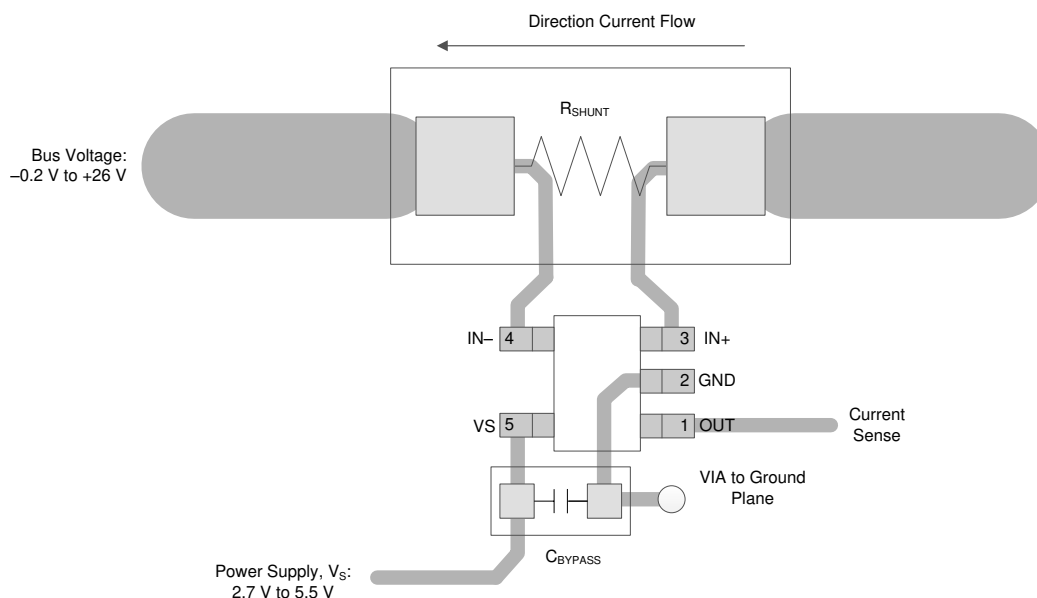 Direction Current Flow
RSHUNT
Bus Voltage:
–0.2 V to +26 V
IN– 4
3 IN+
2 GND
VS 5
1 OUT
Current
Sense
VIA to Ground
Plane
CBYPASS
Power Supply, VS:
2.7 V to 5.5 V